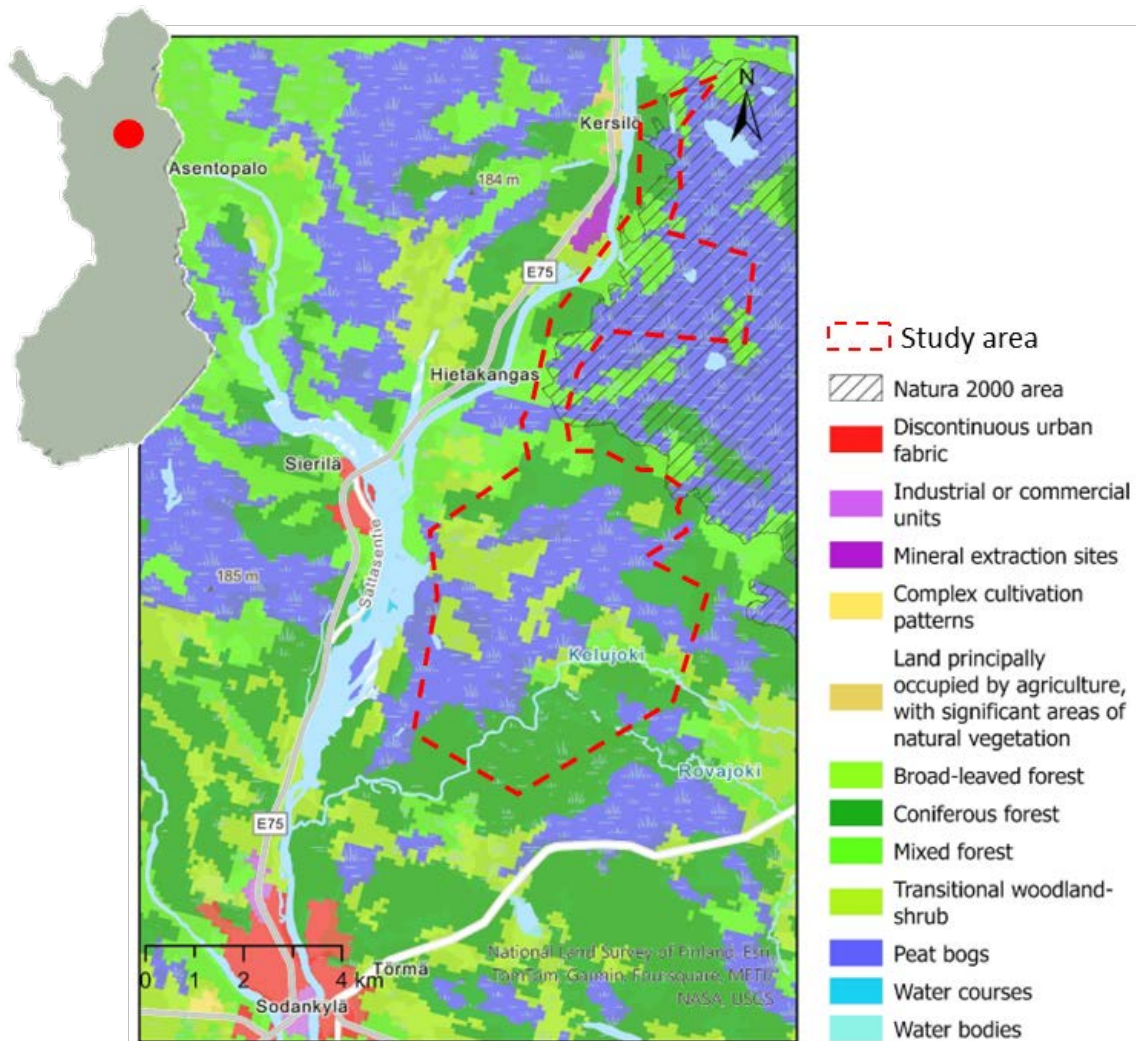 N
Kersilö
Asentopalo
184 m
E75
Hietakangas
Sierilä
Sattasentie
185 m
Kelujoki
Rovajoki
E75
0 1 2 4 km
Törmä
Sodankylä
National Land Survey of Finland, Esri,
TomTom, Garmin, Foursquare, METI/
NASA, USGS
Study area
Natura 2000 area
Discontinuous urban
fabric
Industrial or commercial
units
Mineral extraction sites
Complex cultivation
patterns
Land principally
occupied by agriculture,
with significant areas of
natural vegetation
Broad-leaved forest
Coniferous forest
Mixed forest
Transitional woodland-
shrub
Peat bogs
Water courses
Water bodies